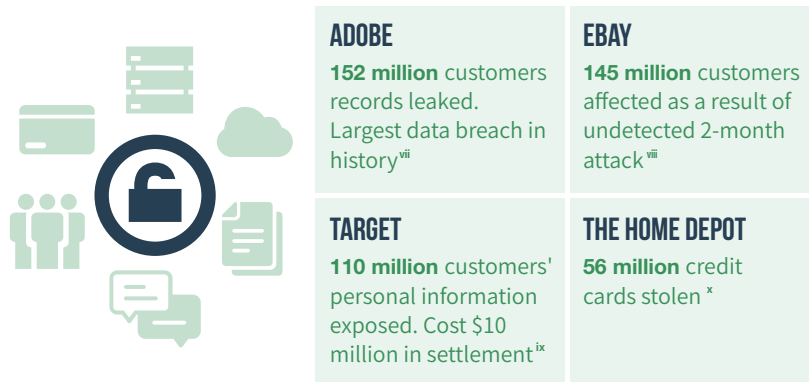 ADOBE
152 million customers
records leaked.
Largest data breach in
history vii
EBAY
145 million customers
affected as a result of
undetected 2-month
attack viii
TARGET
110 million customers'
personal information
exposed. Cost $10
million in settlement ix
THE HOME DEPOT
56 million credit
cards stolen x